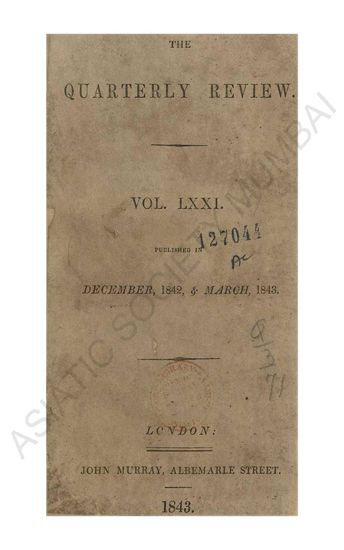 THE
QUARTERLY REVIEW.
VOL. LXXI.
PUBLISHED IN
127044
Ac
DECEMBER, 1842, & MARCH, 1843.
71
LONDON:
JOHN MURRAY, ALBEMARLE STREET.
1843.
ASIATIC SOCIETY MUMBAI